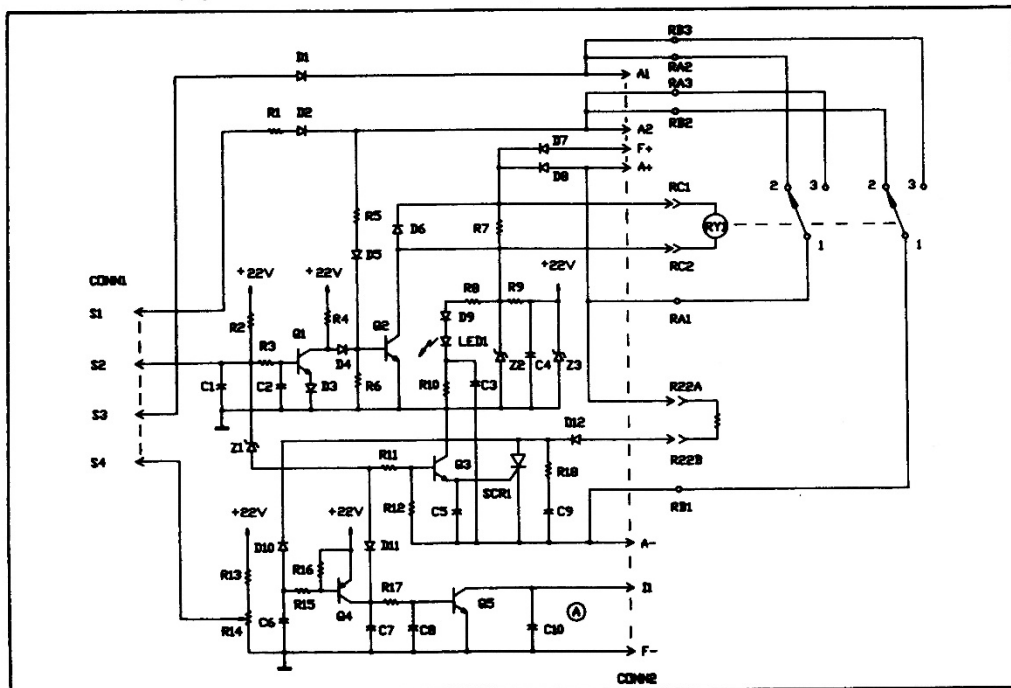 RB3
D1
RA2
A1
RA3
R1
D2
RB2
A2
D7
F+
D8
A+
2
3
2
3
RC1
R5
D6
R7
RY1
D5
1
1
+22V
+22V
+22V
RC2
CONN1
R8
R9
S1
R2
R4
D9
RA1
Q1
Q2
LED1
S2
R3
D4
Z2
C4
Z3
C1
C2
D3
R6
R10
C3
R22A
S3
D12
Z1
R11
Q3
R22B
S4
R18
SCR1
R12
C5
C9
RB1
+22V
+22V
D10
D11
A-
R16
R13
R17
D1
R15
Q5
A
R14
C6
Q4
C7
C8
C10
F-
CONN2